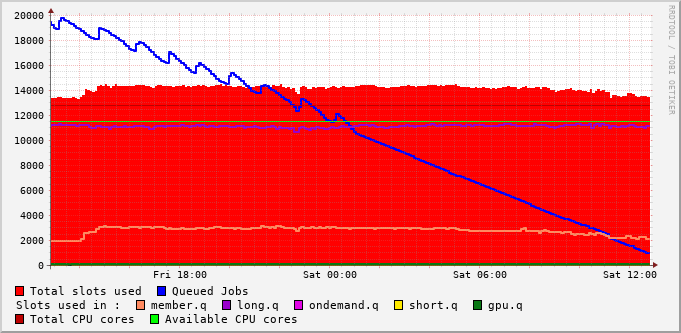 20000
18000
16000
14000
12000
10000
8000
6000
4000
2000
0
Fri 18:00 Sat 00:00 Sat 06:00 Sat 12:00
Total slots used Queued Jobs
Slots used in : member.q long.q ondemand.q short.q gpu.q
Total CPU cores Available CPU cores
RRDTOOL / TOBI OETIKER